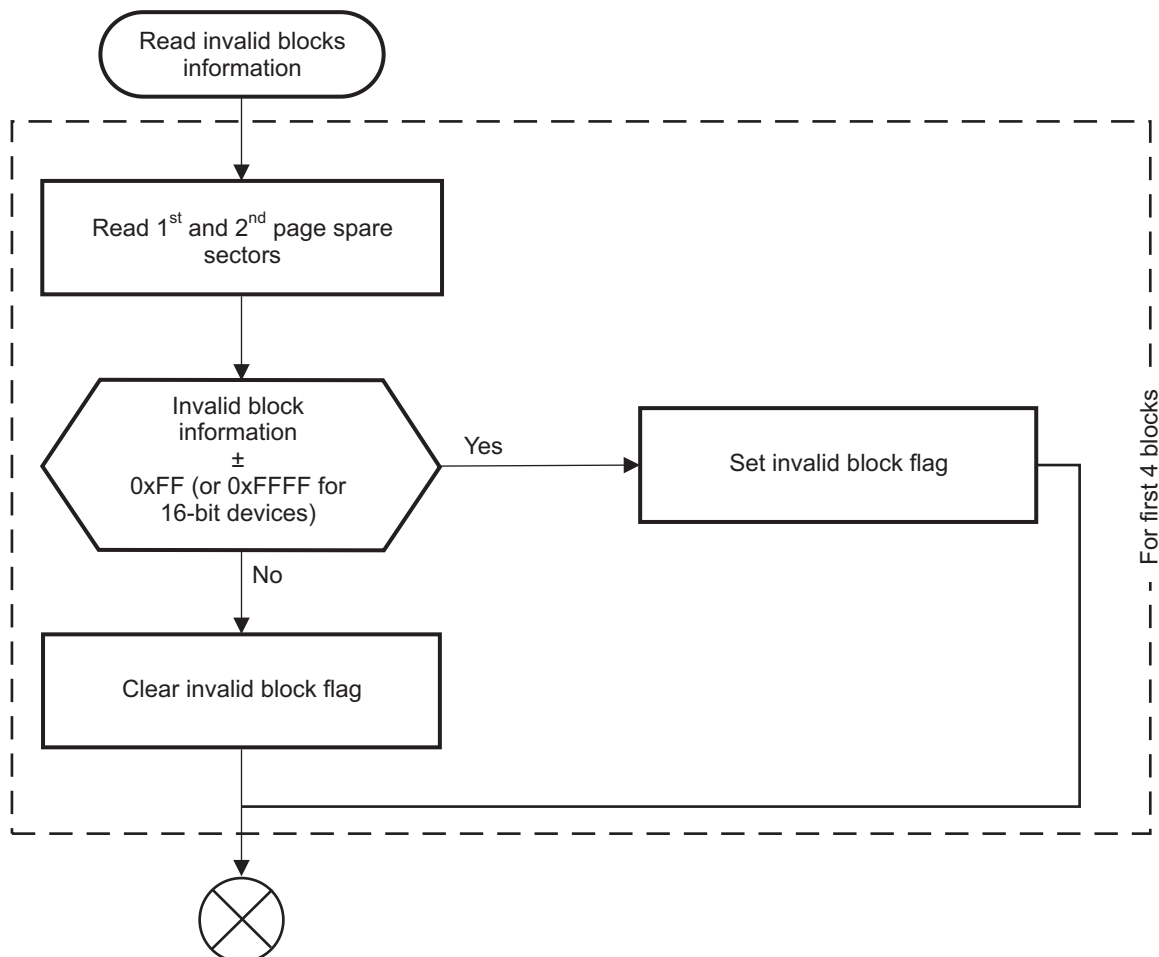 Read invalid blocks
information
Read 1st and 2nd page spare
sectors
Invalid block
information
±
0xFF (or 0xFFFF for
16-bit devices)
Yes
Set invalid block flag
No
Clear invalid block flag
For first 4 blocks